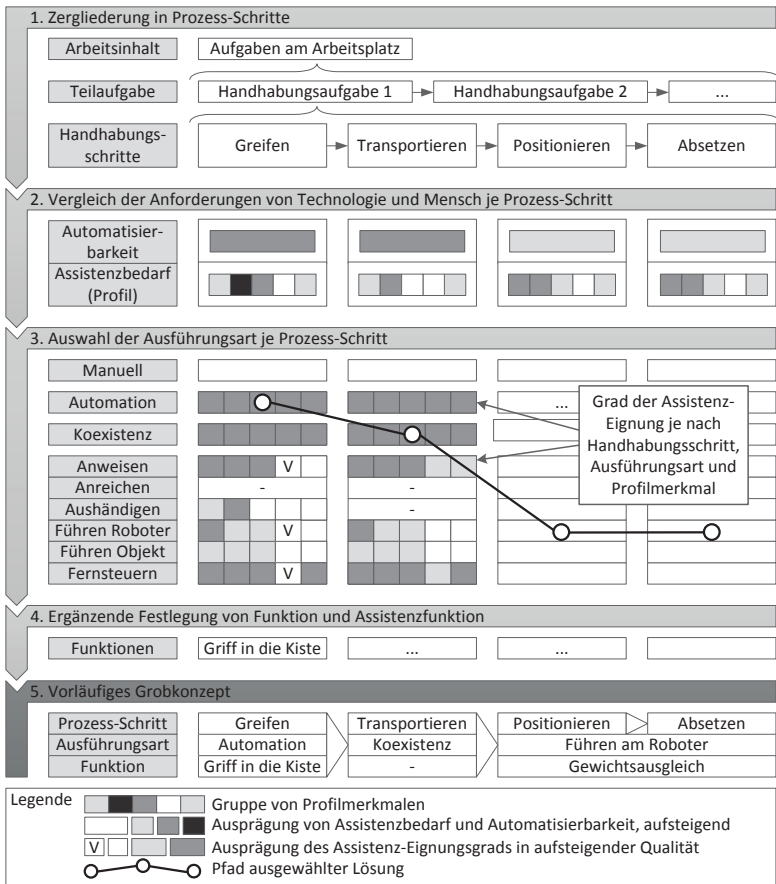 1. Zergliederung in Prozess-Schritte
Arbeitsinhalt Aufgaben am Arbeitsplatz
Teilaufgabe Handhabungsaufgabe 1 Handhabungsaufgabe 2 ...
Handhabungs-
schritte Greifen Transportieren Positionieren Absetzen
2. Vergleich der Anforderungen von Technologie und Mensch je Prozess-Schritt
Automatisier-
barkeit
Assistenzbedarf
(Profil)
3. Auswahl der Ausführungsart je Prozess-Schritt
Manuell
Automation ...
Koexistenz
Grad der Assistenz-
Eignung je nach
Handhabungsschritt,
Ausführungsart und
Profilmerkmal
Anweisen V
Anreichen - -
Aushändigen -
Führen Roboter V
Führen Objekt
Fernsteuern V
4. Ergänzende Festlegung von Funktion und Assistenzfunktion
Funktionen Griff in die Kiste ... ...
5. Vorläufiges Grobkonzept
Prozess-Schritt Greifen Transportieren Positionieren Absetzen
Ausführungsart Automation Koexistenz Führen am Roboter
Funktion Griff in die Kiste - Gewichtsausgleich
Legende
Gruppe von Profilmerkmalen
Ausprägung von Assistenzbedarf und Automatisierbarkeit, aufsteigend
V Ausprägung des Assistenz-Eignungsgrads in aufsteigender Qualität
Pfad ausgewählter Lösung